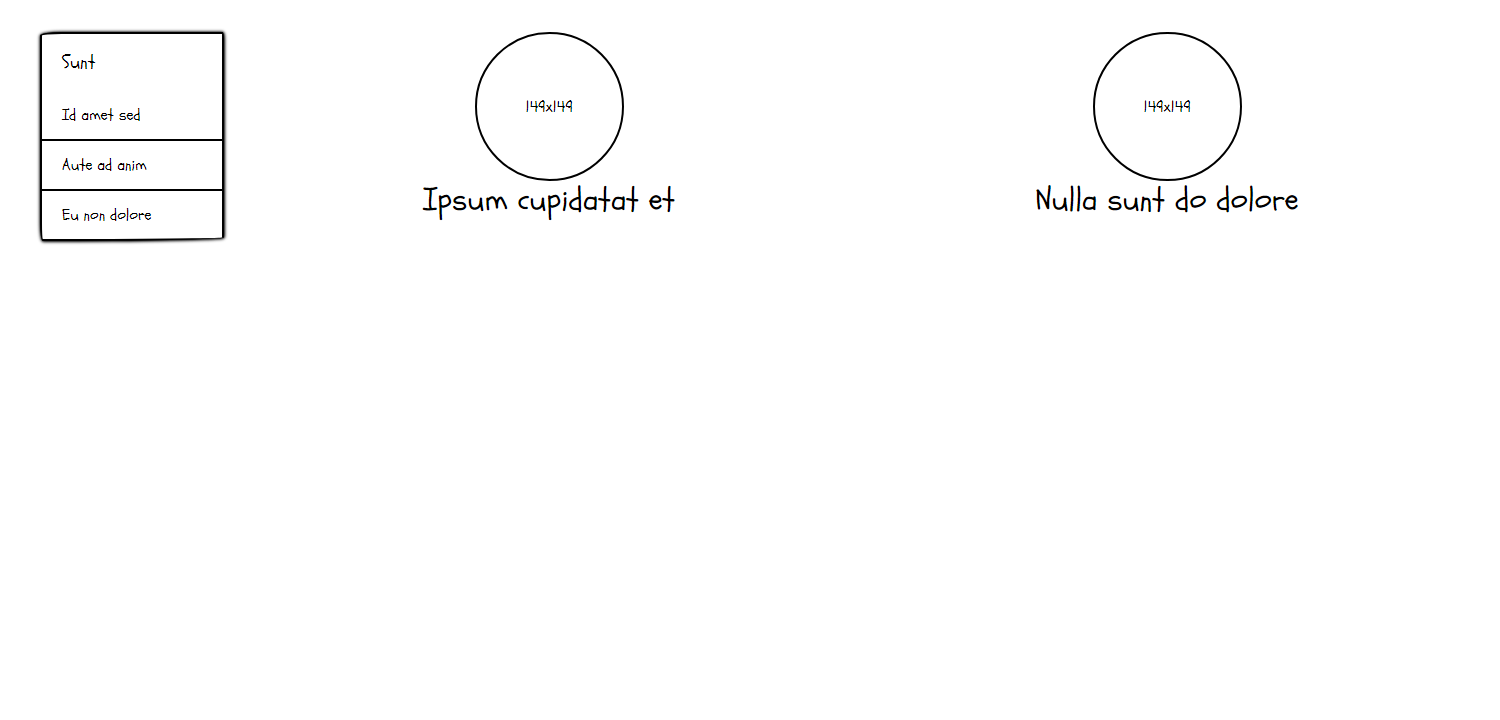 Sunt
Id amet sed
Aute ad anim
Eu non dolore
149x149
Ipsum cupidatat et
149x149
Nulla sunt do dolore